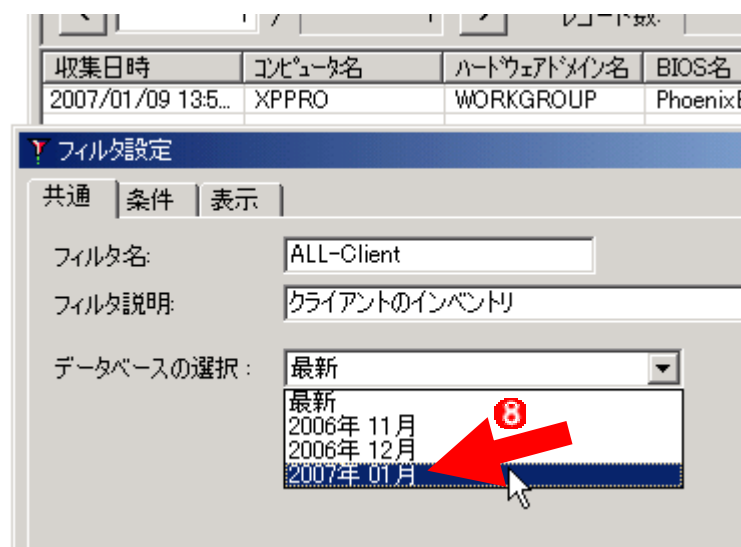 1 / 1 レコード数:
収集日時 コンピュータ名 ハードウェアドメイン名 BIOS名
2007/01/09 13:5... XPPRO WORKGROUP PhoenixB
フィルタ設定
共通 条件 表示
フィルタ名: ALL-Client
フィルタ説明: クライアントのインベントリ
データベースの選択: 最新
最新
2006年 11月
8
2006年 12月
2007年 01月